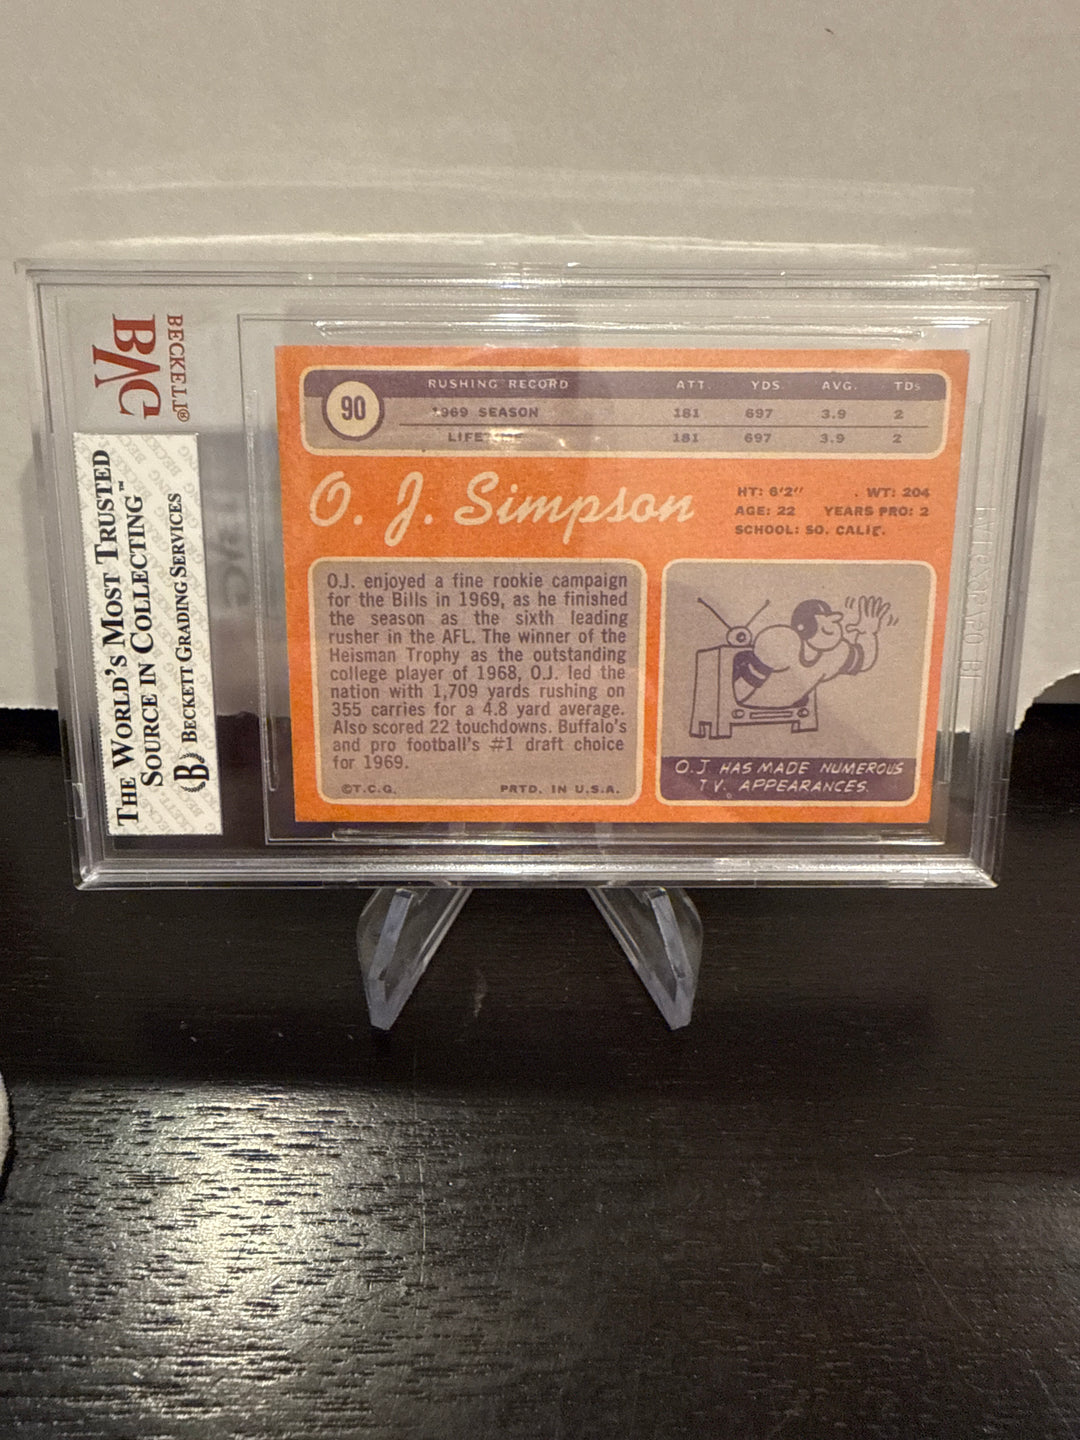 BECKETT®
BVG
THE WORLD'S MOST TRUSTED
SOURCE IN COLLECTING™
BECKETT GRADING SERVICES
90
RUSHING RECORD ATT. YDS. AVG. TDs
1969 SEASON 181 697 3.9 2
LIFETIME 181 697 3.9 2
O. J. Simpson
HT: 6'2" WT: 204
AGE: 22 YEARS PRO: 2
SCHOOL: SO. CALIF.
O.J. enjoyed a fine rookie campaign
for the Bills in 1969, as he finished
the season as the sixth leading
rusher in the AFL. The winner of the
Heisman Trophy as the outstanding
college player of 1968, O.J. led the
nation with 1,709 yards rushing on
355 carries for a 4.8 yard average.
Also scored 22 touchdowns. Buffalo's
and pro football's #1 draft choice
for 1969.
©T.C.G. PRTD. IN U.S.A.
O.J HAS MADE NUMEROUS
T.V. APPEARANCES.